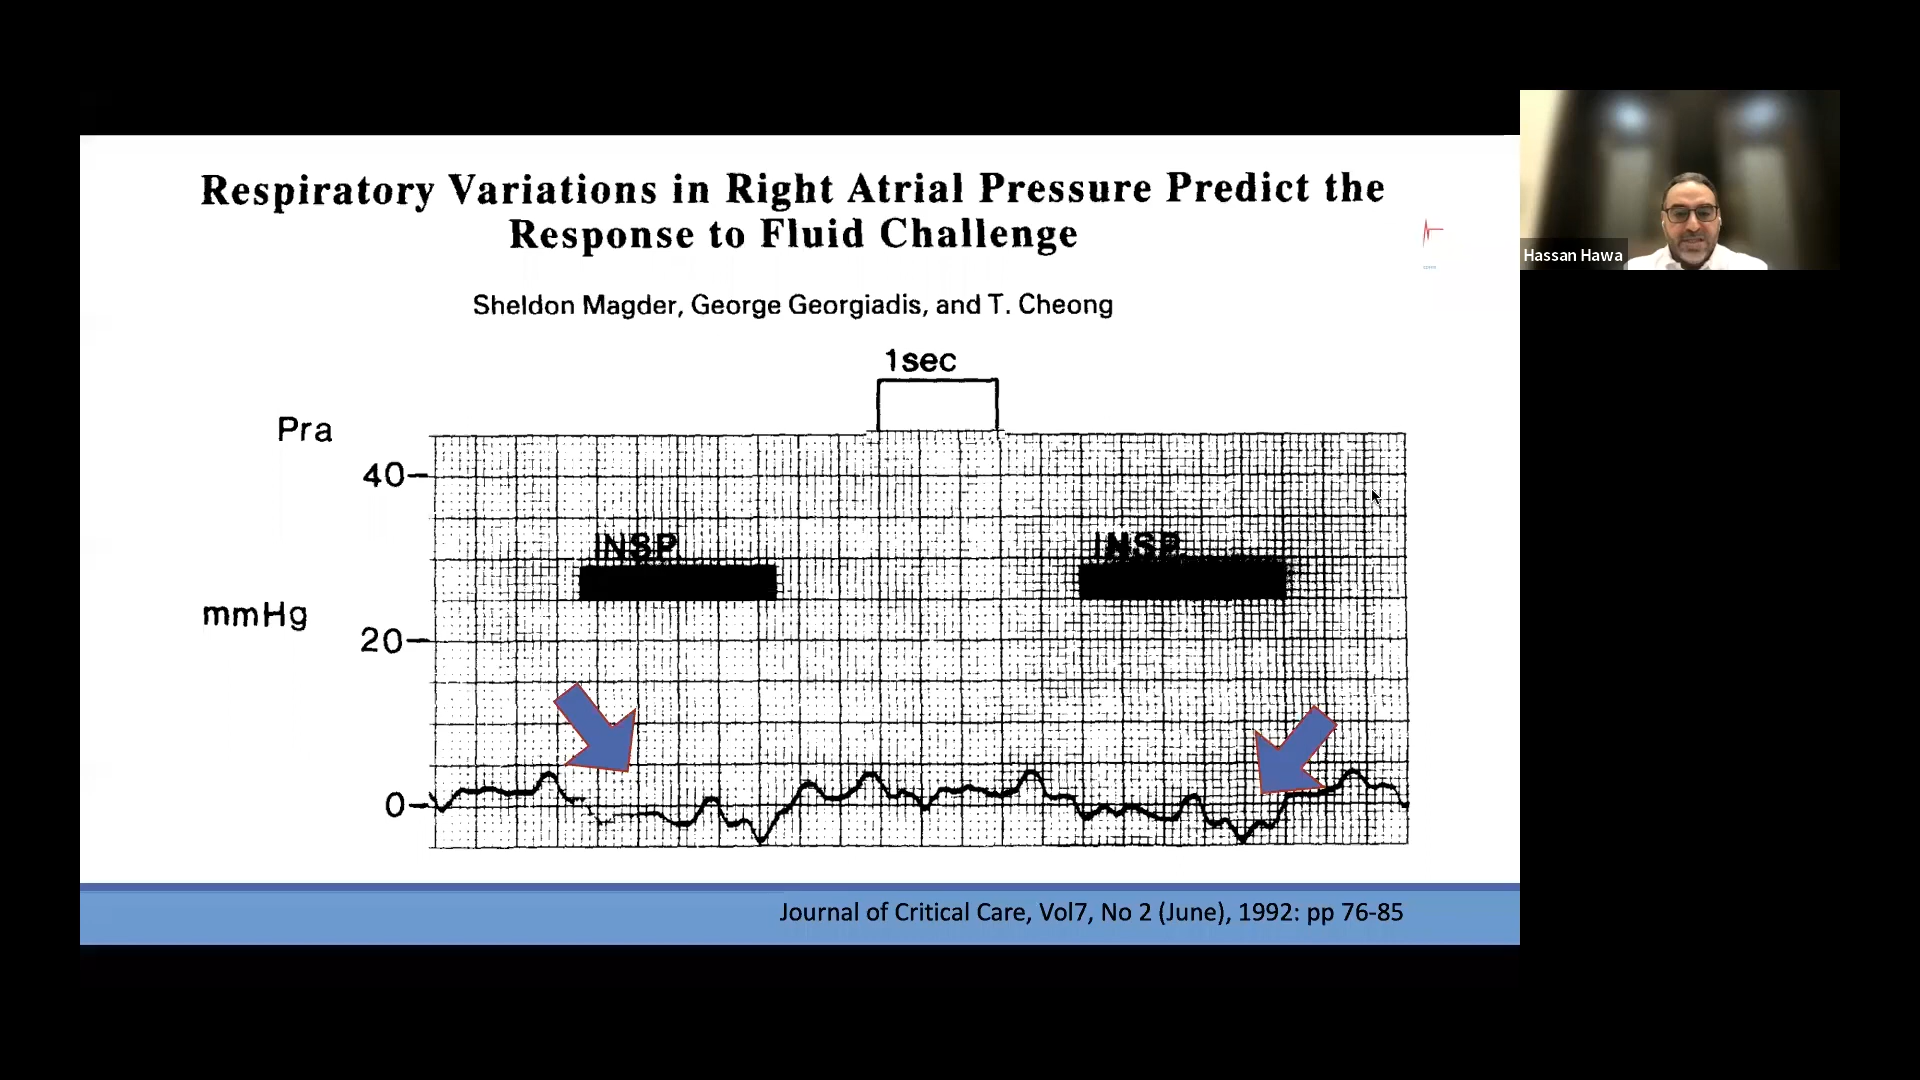 Respiratory Variations in Right Atrial Pressure Predict the
Response to Fluid Challenge
Sheldon Magder, George Georgiadis, and T. Cheong
1sec
Pra
40
INSP
INSP
mmHg
20
0
Journal of Critical Care, Vol7, No 2 (June), 1992: pp 76-85
Hassan Hawa